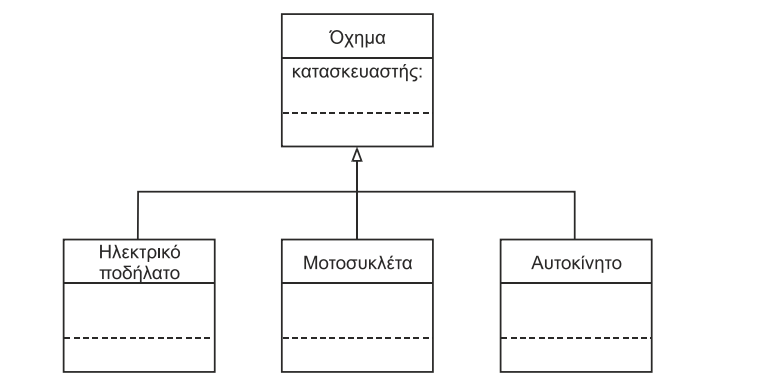 Όχημα
κατασκευαστής:
Ηλεκτρικό
ποδήλατο
Μοτοσυκλέτα
Αυτοκίνητο